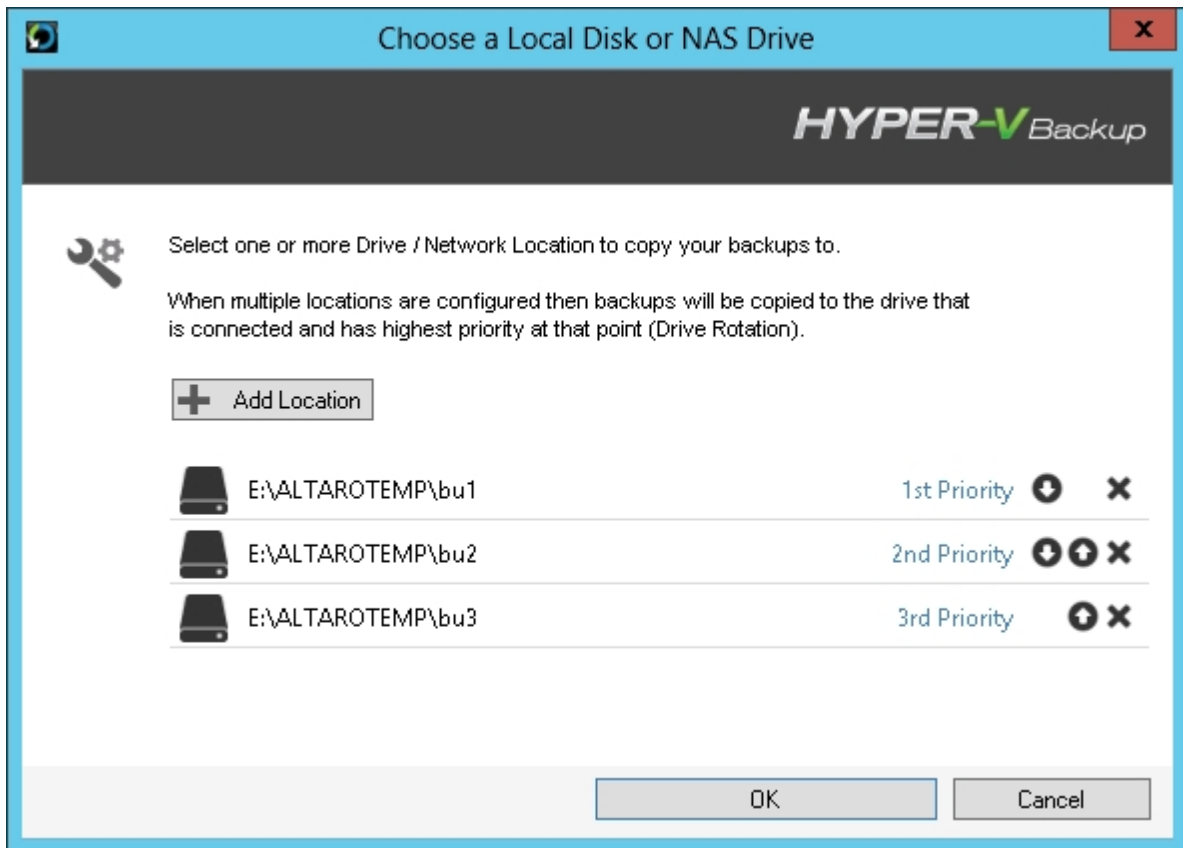 Choose a Local Disk or NAS Drive
x
HYPER-V Backup
Select one or more Drive / Network Location to copy your backups to.
When multiple locations are configured then backups will be copied to the drive that
is connected and has highest priority at that point (Drive Rotation).
Add Location
E:\ALTAROTEMP\bu1 1st Priority
E:\ALTAROTEMP\bu2 2nd Priority
E:\ALTAROTEMP\bu3 3rd Priority
OK Cancel